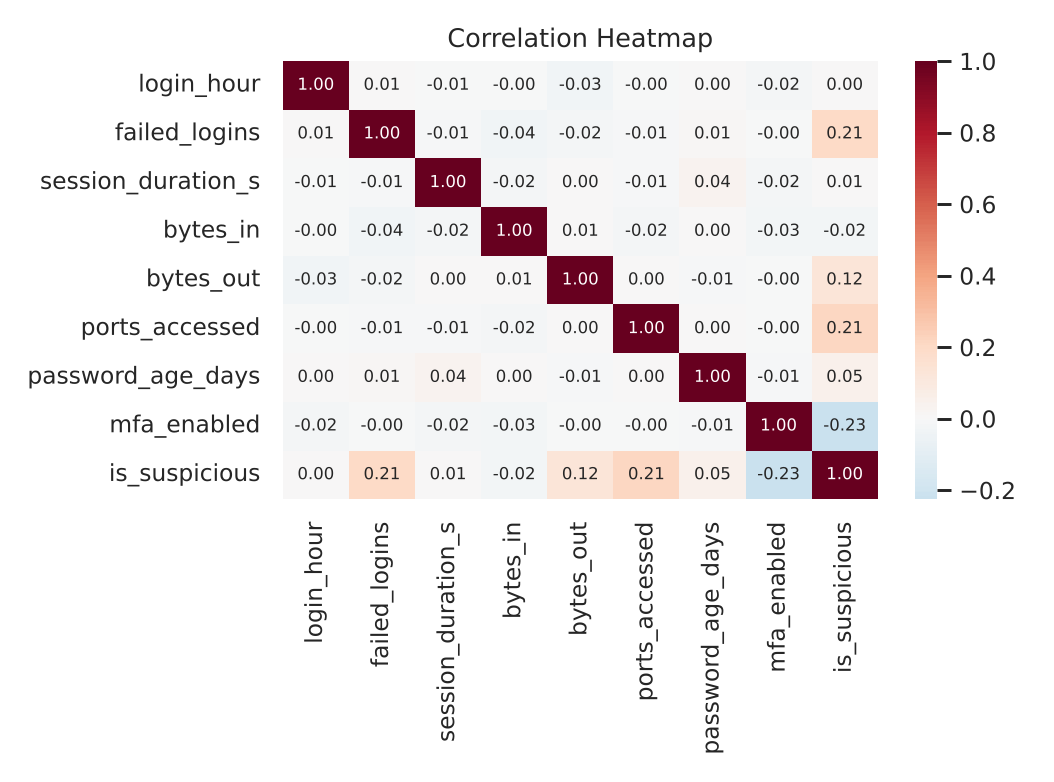 Correlation Heatmap
login_hour 1.00 0.01 -0.01 -0.00 -0.03 -0.00 0.00 -0.02 0.00
failed_logins 0.01 1.00 -0.01 -0.04 -0.02 -0.01 0.01 -0.00 0.21
session_duration_s -0.01 -0.01 1.00 -0.02 0.00 -0.01 0.04 -0.02 0.01
bytes_in -0.00 -0.04 -0.02 1.00 0.01 -0.02 0.00 -0.03 -0.02
bytes_out -0.03 -0.02 0.00 0.01 1.00 0.00 -0.01 -0.00 0.12
ports_accessed -0.00 -0.01 -0.01 -0.02 0.00 1.00 0.00 -0.00 0.21
password_age_days 0.00 0.01 0.04 0.00 -0.01 0.00 1.00 -0.01 0.05
mfa_enabled -0.02 -0.00 -0.02 -0.03 -0.00 -0.00 -0.01 1.00 -0.23
is_suspicious 0.00 0.21 0.01 -0.02 0.12 0.21 0.05 -0.23 1.00
login_hour
failed_logins
session_duration_s
bytes_in
bytes_out
ports_accessed
password_age_days
mfa_enabled
is_suspicious
1.0
0.8
0.6
0.4
0.2
0.0
−0.2